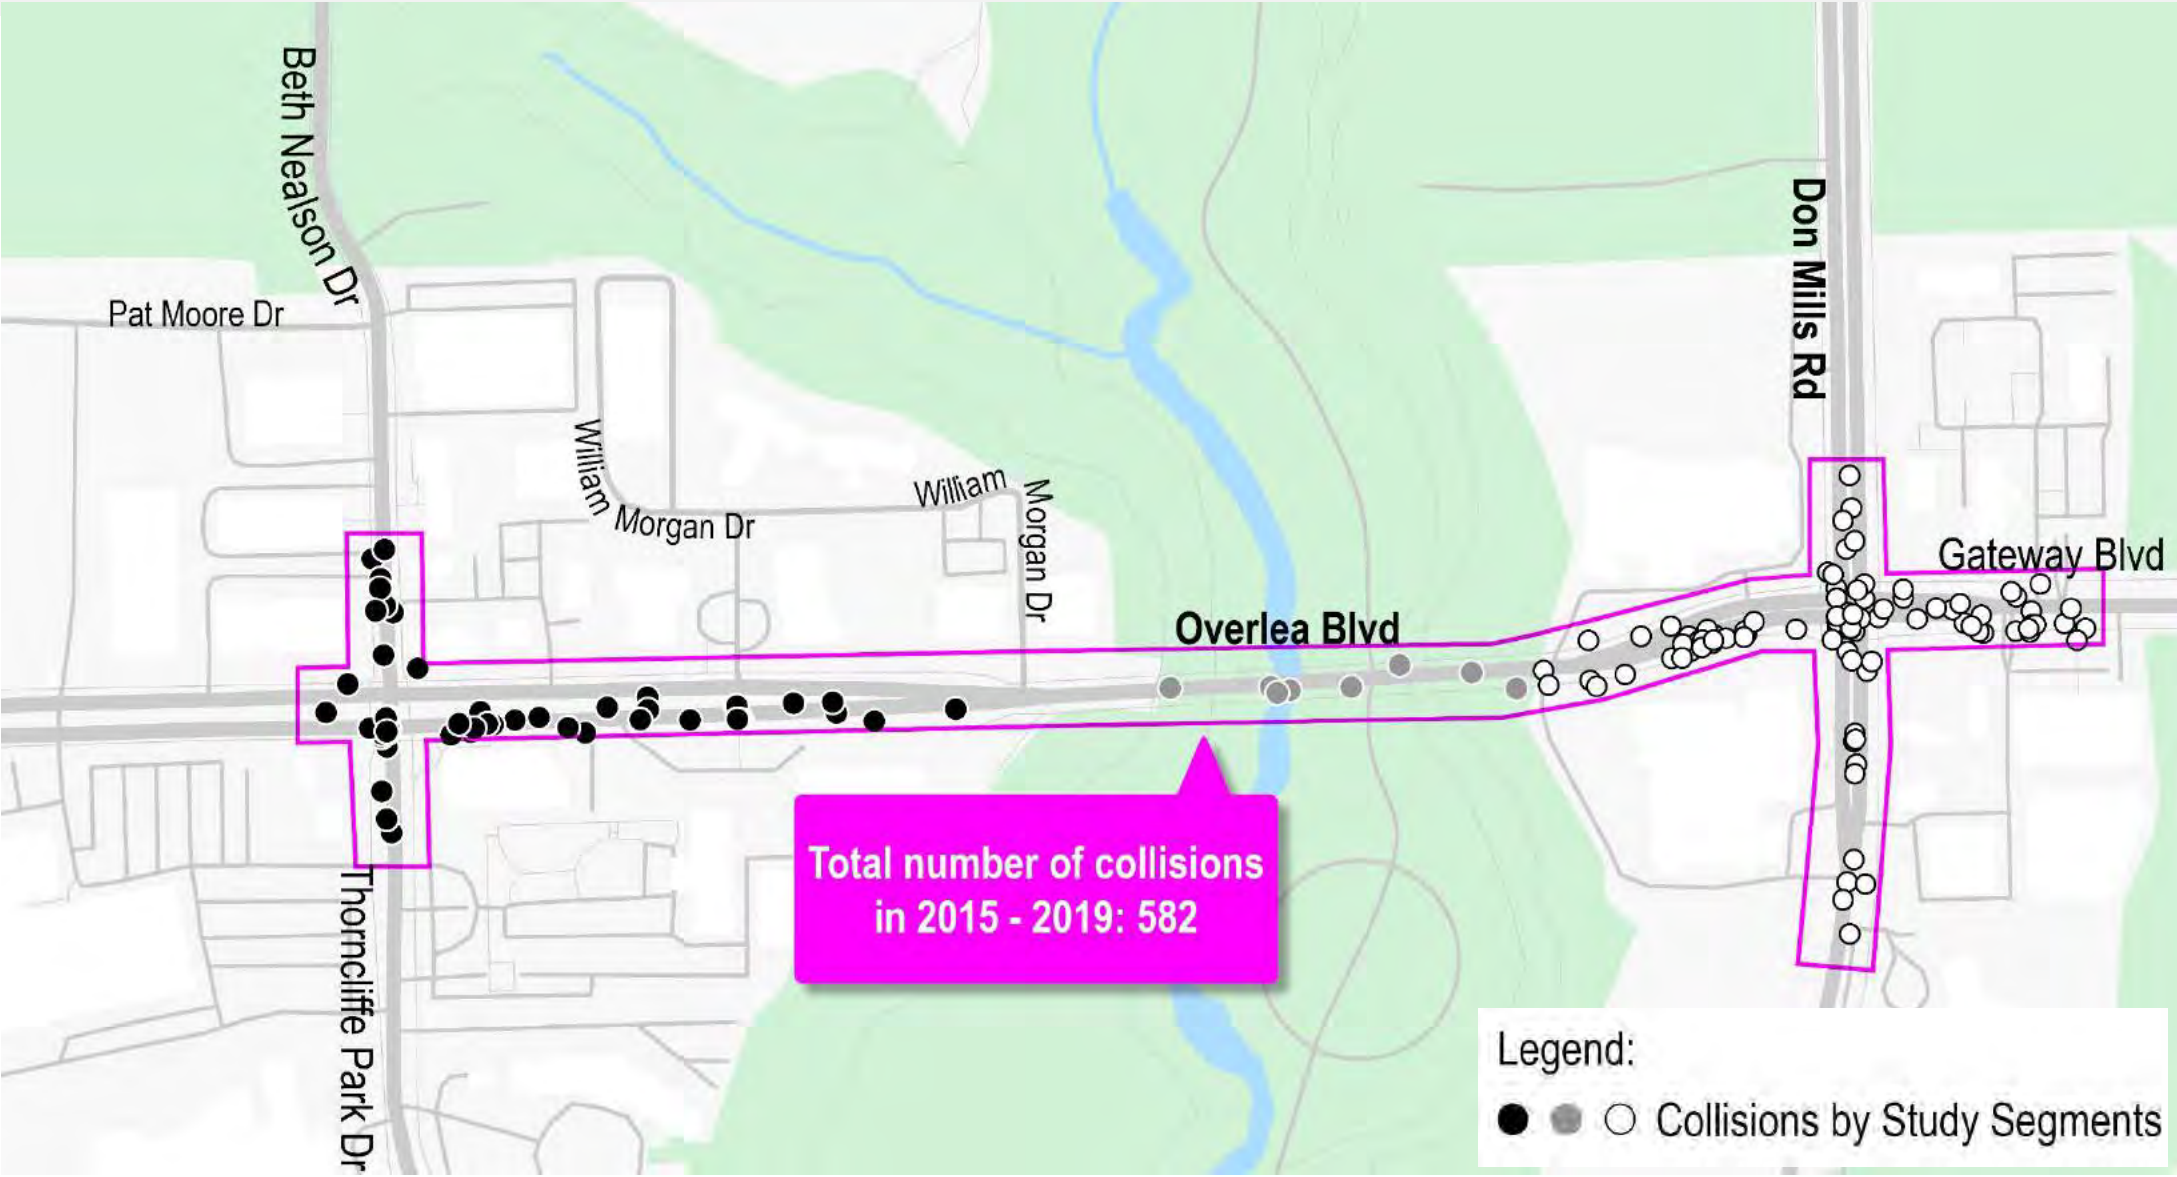 Beth Nealson Dr
Pat Moore Dr
Don Mills Rd
William
Morgan Dr
William
Morgan Dr
Gateway Blvd
Overlea Blvd
Total number of collisions
in 2015 - 2019: 582
Thorncliffe Park Dr
Legend:
Collisions by Study Segments